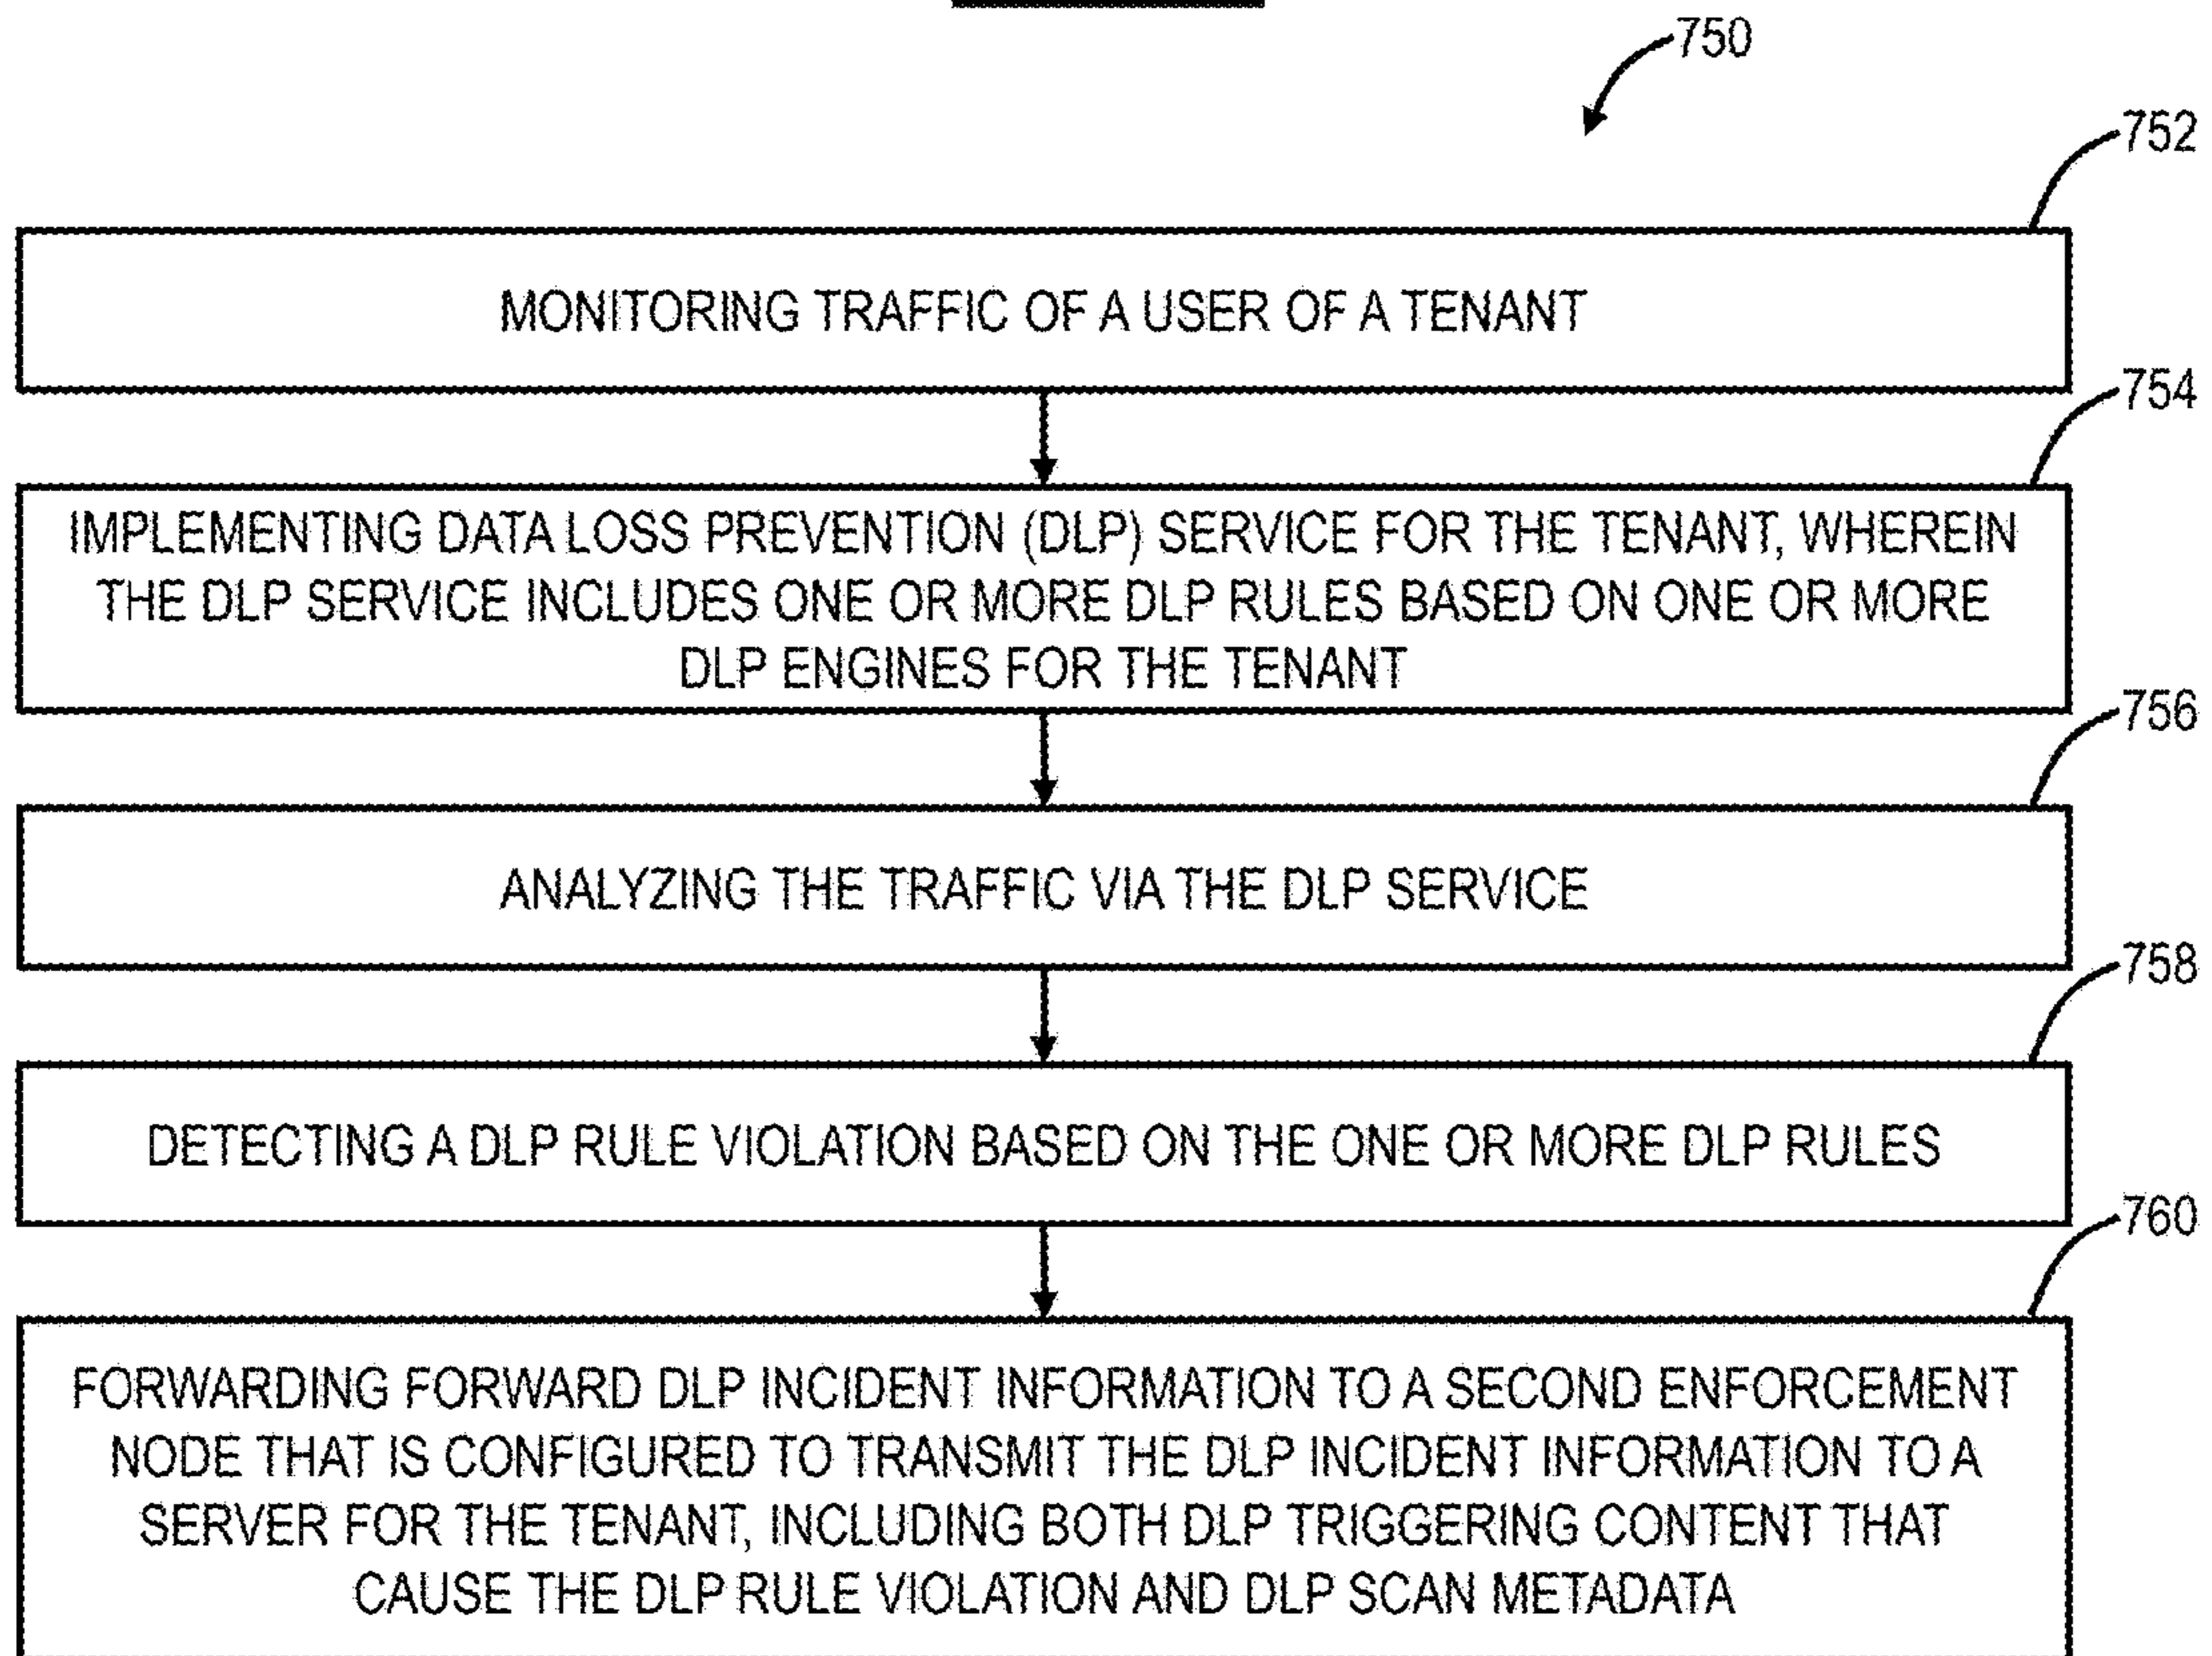 750
752
MONITORING TRAFFIC OF A USER OF A TENANT
754
IMPLEMENTING DATA LOSS PREVENTION (DLP) SERVICE FOR THE TENANT, WHEREIN
THE DLP SERVICE INCLUDES ONE OR MORE DLP RULES BASED ON ONE OR MORE
DLP ENGINES FOR THE TENANT
756
ANALYZING THE TRAFFIC VIA THE DLP SERVICE
758
DETECTING A DLP RULE VIOLATION BASED ON THE ONE OR MORE DLP RULES
760
FORWARDING FORWARD DLP INCIDENT INFORMATION TO A SECOND ENFORCEMENT
NODE THAT IS CONFIGURED TO TRANSMIT THE DLP INCIDENT INFORMATION TO A
SERVER FOR THE TENANT, INCLUDING BOTH DLP TRIGGERING CONTENT THAT
CAUSE THE DLP RULE VIOLATION AND DLP SCAN METADATA